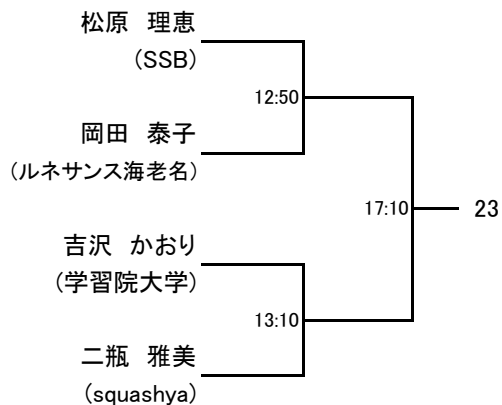 松原　理恵
(SSB)
12:50
岡田　泰子
(ルネサンス海老名)
17:10
23
吉沢　かおり
(学習院大学)
13:10
二瓶　雅美
(squashya)